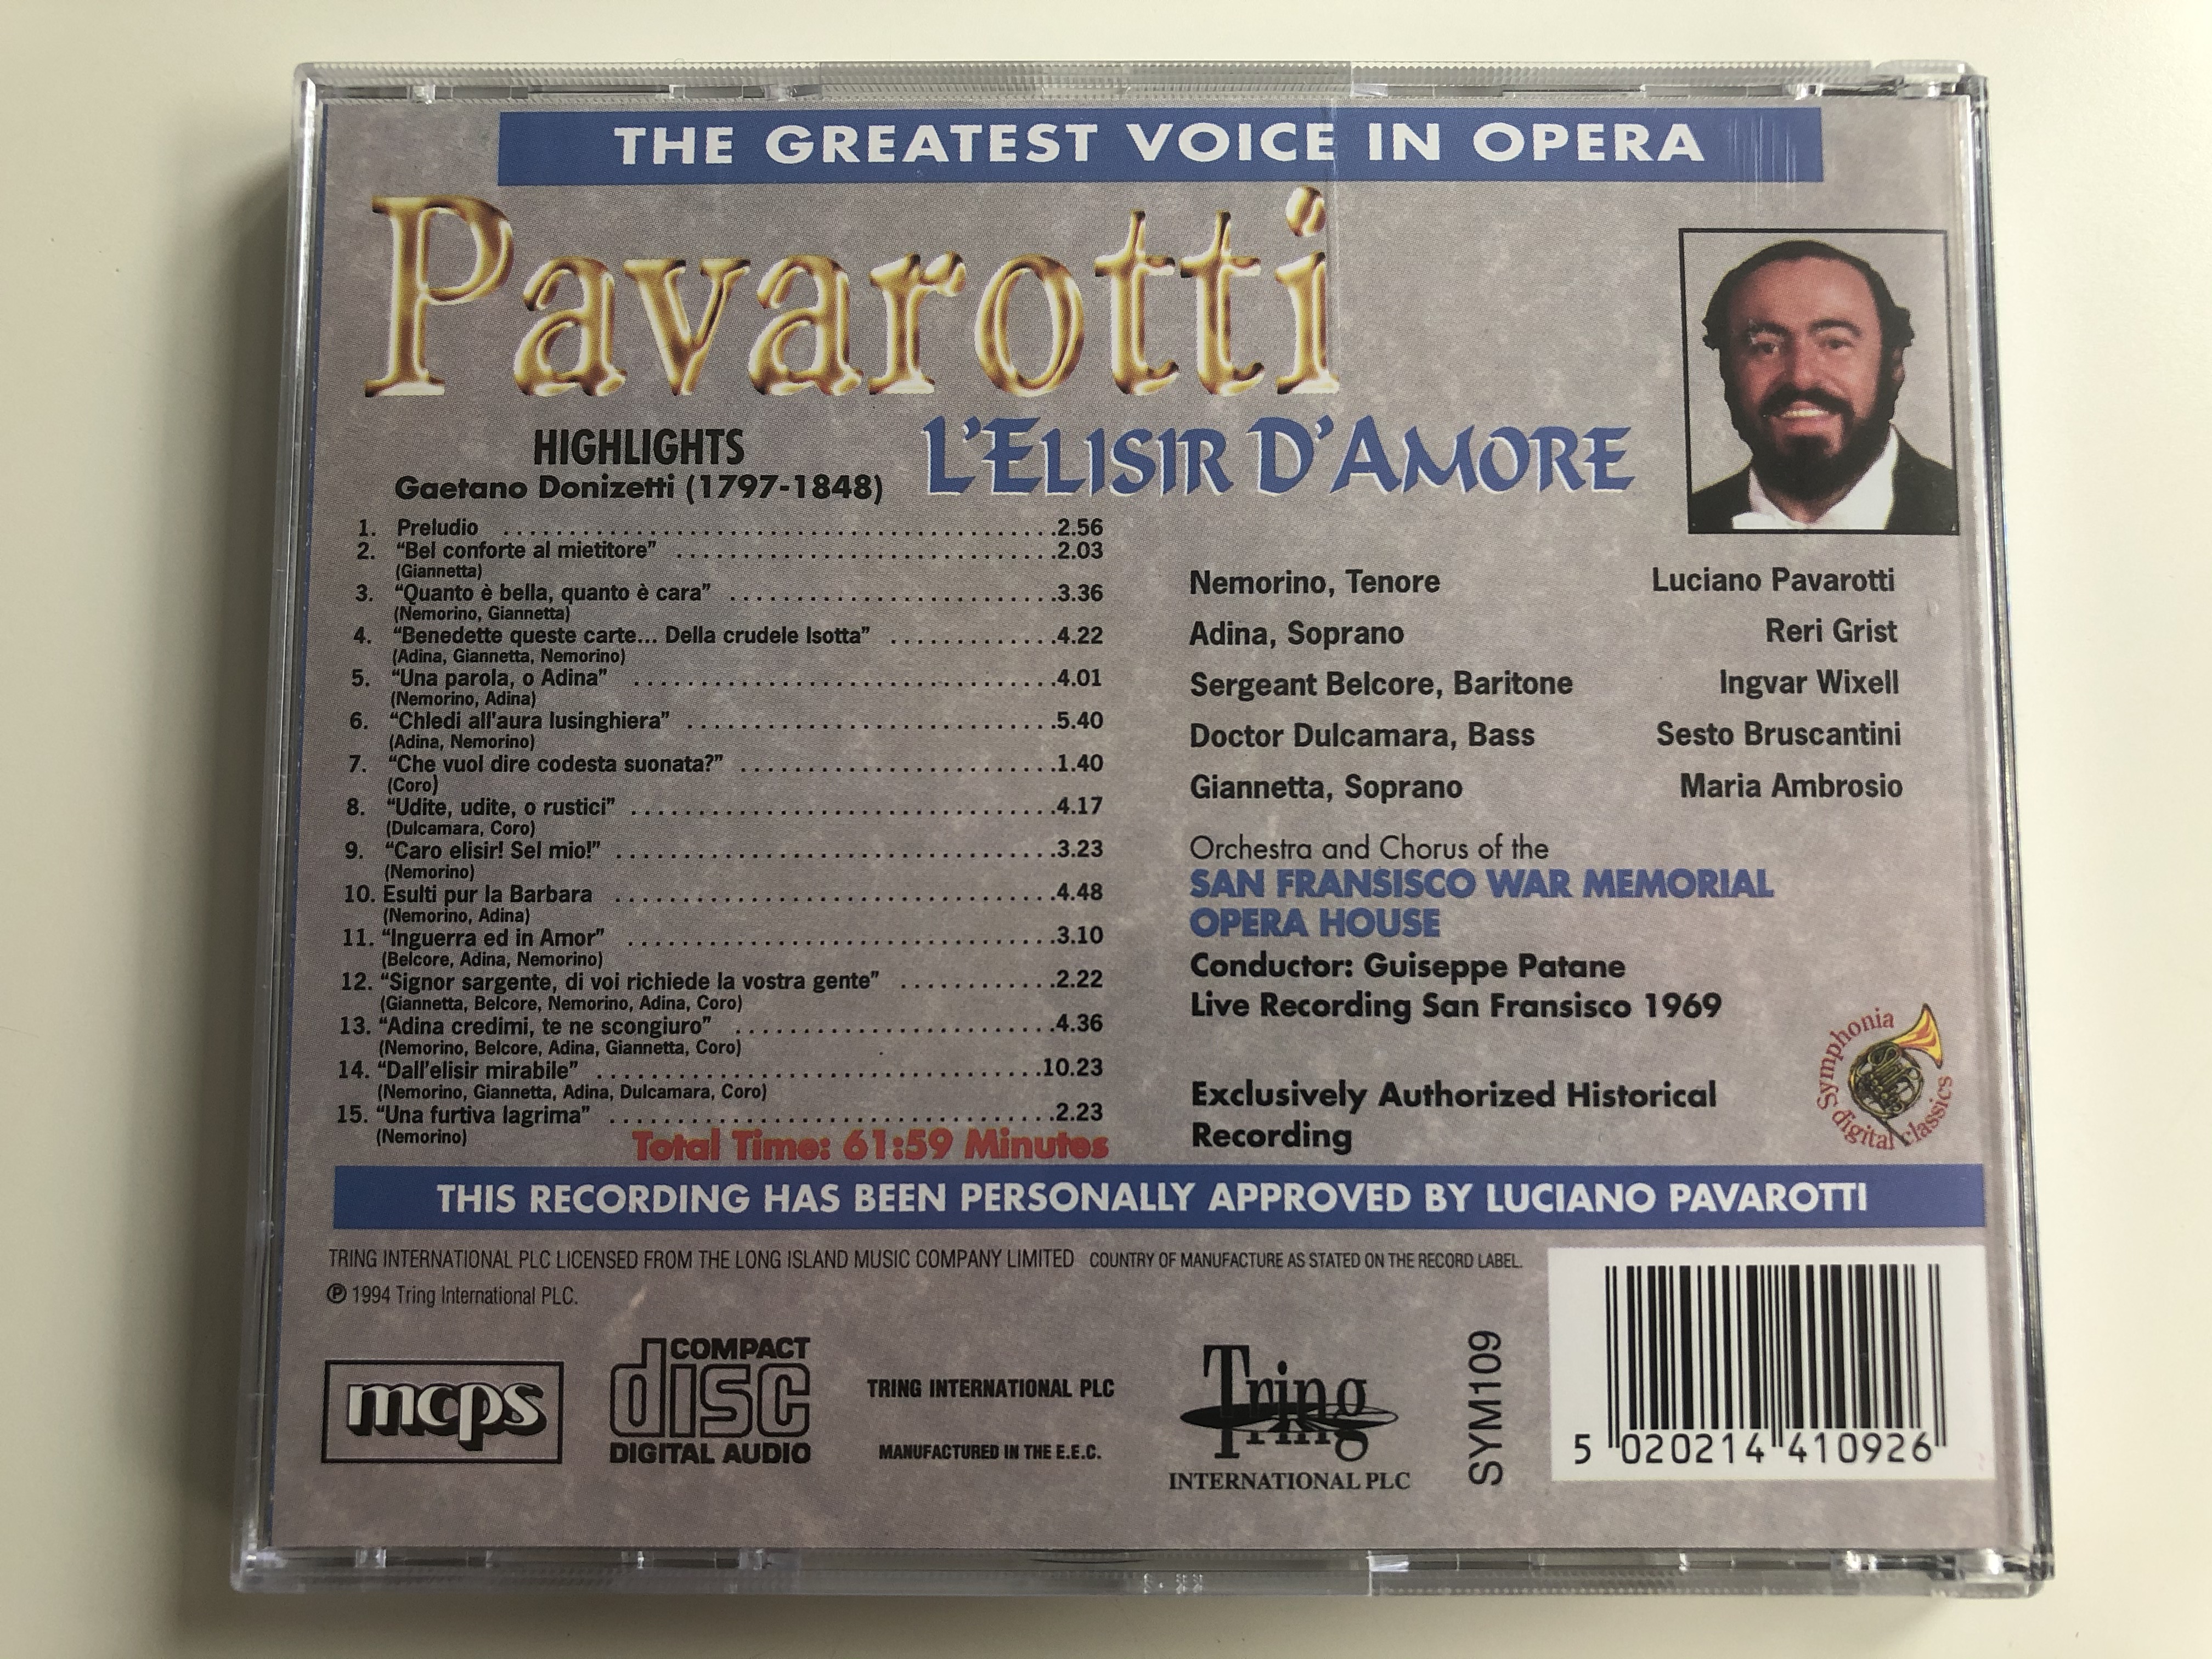 THE GREATEST VOICE IN OPERA
Pavarotti
L'ELISIR D'AMORE
HIGHLIGHTS
Gaetano Donizetti (1797-1848)
1. Preludio ........................................2.56
2. “Bel conforte al mietitore” ............................2.03
(Giannetta)
3. “Quanto è bella, quanto è cara” ........................3.36
(Nemorino, Giannetta)
4. “Benedette queste carte... Della crudele Isotta” ............4.22
(Adina, Giannetta, Nemorino)
5. “Una parola, o Adina” ...............................4.01
(Nemorino, Adina)
6. “Chledi all'aura lusinghiera” ...........................5.40
(Adina, Nemorino)
7. “Che vuol dire codesta suonata?” .......................1.40
(Coro)
8. “Udite, udite, o rustici” ...............................4.17
(Dulcamara, Coro)
9. “Caro elisir! Sel mio!” ................................3.23
(Nemorino)
10. Esulti pur la Barbara ................................4.48
(Nemorino, Adina)
11. “Inguerra ed in Amor” ...............................3.10
(Belcore, Adina, Nemorino)
12. “Signor sargente, di voi richiede la vostra gente” ...........2.22
(Giannetta, Belcore, Nemorino, Adina, Coro)
13. “Adina credimi, te ne scongiuro” .......................4.36
(Nemorino, Belcore, Adina, Giannetta, Coro)
14. “Dall'elisir mirabile” .................................10.23
(Nemorino, Giannetta, Adina, Dulcamara, Coro)
15. “Una furtiva lagrima” ................................2.23
(Nemorino)
Total Time: 61:59 Minutes
Nemorino, Tenore Luciano Pavarotti
Adina, Soprano Reri Grist
Sergeant Belcore, Baritone Ingvar Wixell
Doctor Dulcamara, Bass Sesto Bruscantini
Giannetta, Soprano Maria Ambrosio
Orchestra and Chorus of the
SAN FRANSISCO WAR MEMORIAL
OPERA HOUSE
Conductor: Guiseppe Patane
Live Recording San Fransisco 1969
Exclusively Authorized Historical
Recording
Symphonia
digital classics
THIS RECORDING HAS BEEN PERSONALLY APPROVED BY LUCIANO PAVAROTTI
TRING INTERNATIONAL PLC LICENSED FROM THE LONG ISLAND MUSIC COMPANY LIMITED COUNTRY OF MANUFACTURE AS STATED ON THE RECORD LABEL.
℗ 1994 Tring International PLC.
mcps
COMPACT
disc
DIGITAL AUDIO
TRING INTERNATIONAL PLC
MANUFACTURED IN THE E.E.C.
Tring
INTERNATIONAL PLC
SYM109
5 020214 410926